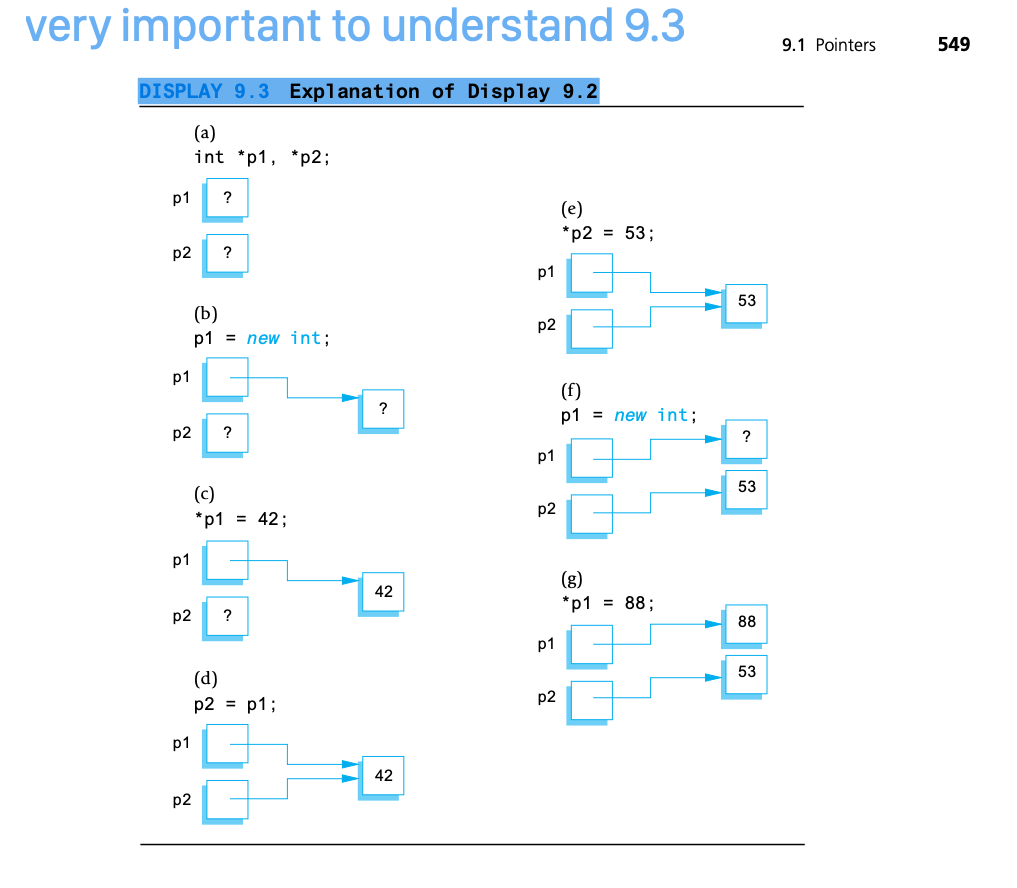 very important to understand 9.3
9.1 Pointers 549
DISPLAY 9.3 Explanation of Display 9.2
(a)
int *p1, *p2;
p1 ?
p2 ?
(b)
p1 = new int;
p1
?
p2 ?
(c)
*p1 = 42;
p1
42
p2 ?
(d)
p2 = p1;
p1
42
p2
(e)
*p2 = 53;
p1
53
p2
(f)
p1 = new int;
?
p1
53
p2
(g)
*p1 = 88;
88
p1
53
p2